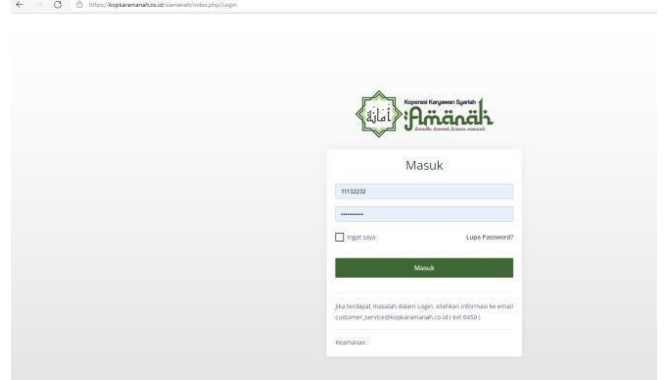 https://kopkaramanah.co.id/siamanah/index.php/Login
Koperasi Karyawan Syariah
أمانة
Amanah
Masuk
11132232
Ingat saya
Lupa Password?
Masuk
Jika terdapat masalah dalam Login, silahkan informasi ke email
customer_service@kopkaramanah.co.id ( ext 6450 )
Keamanan :